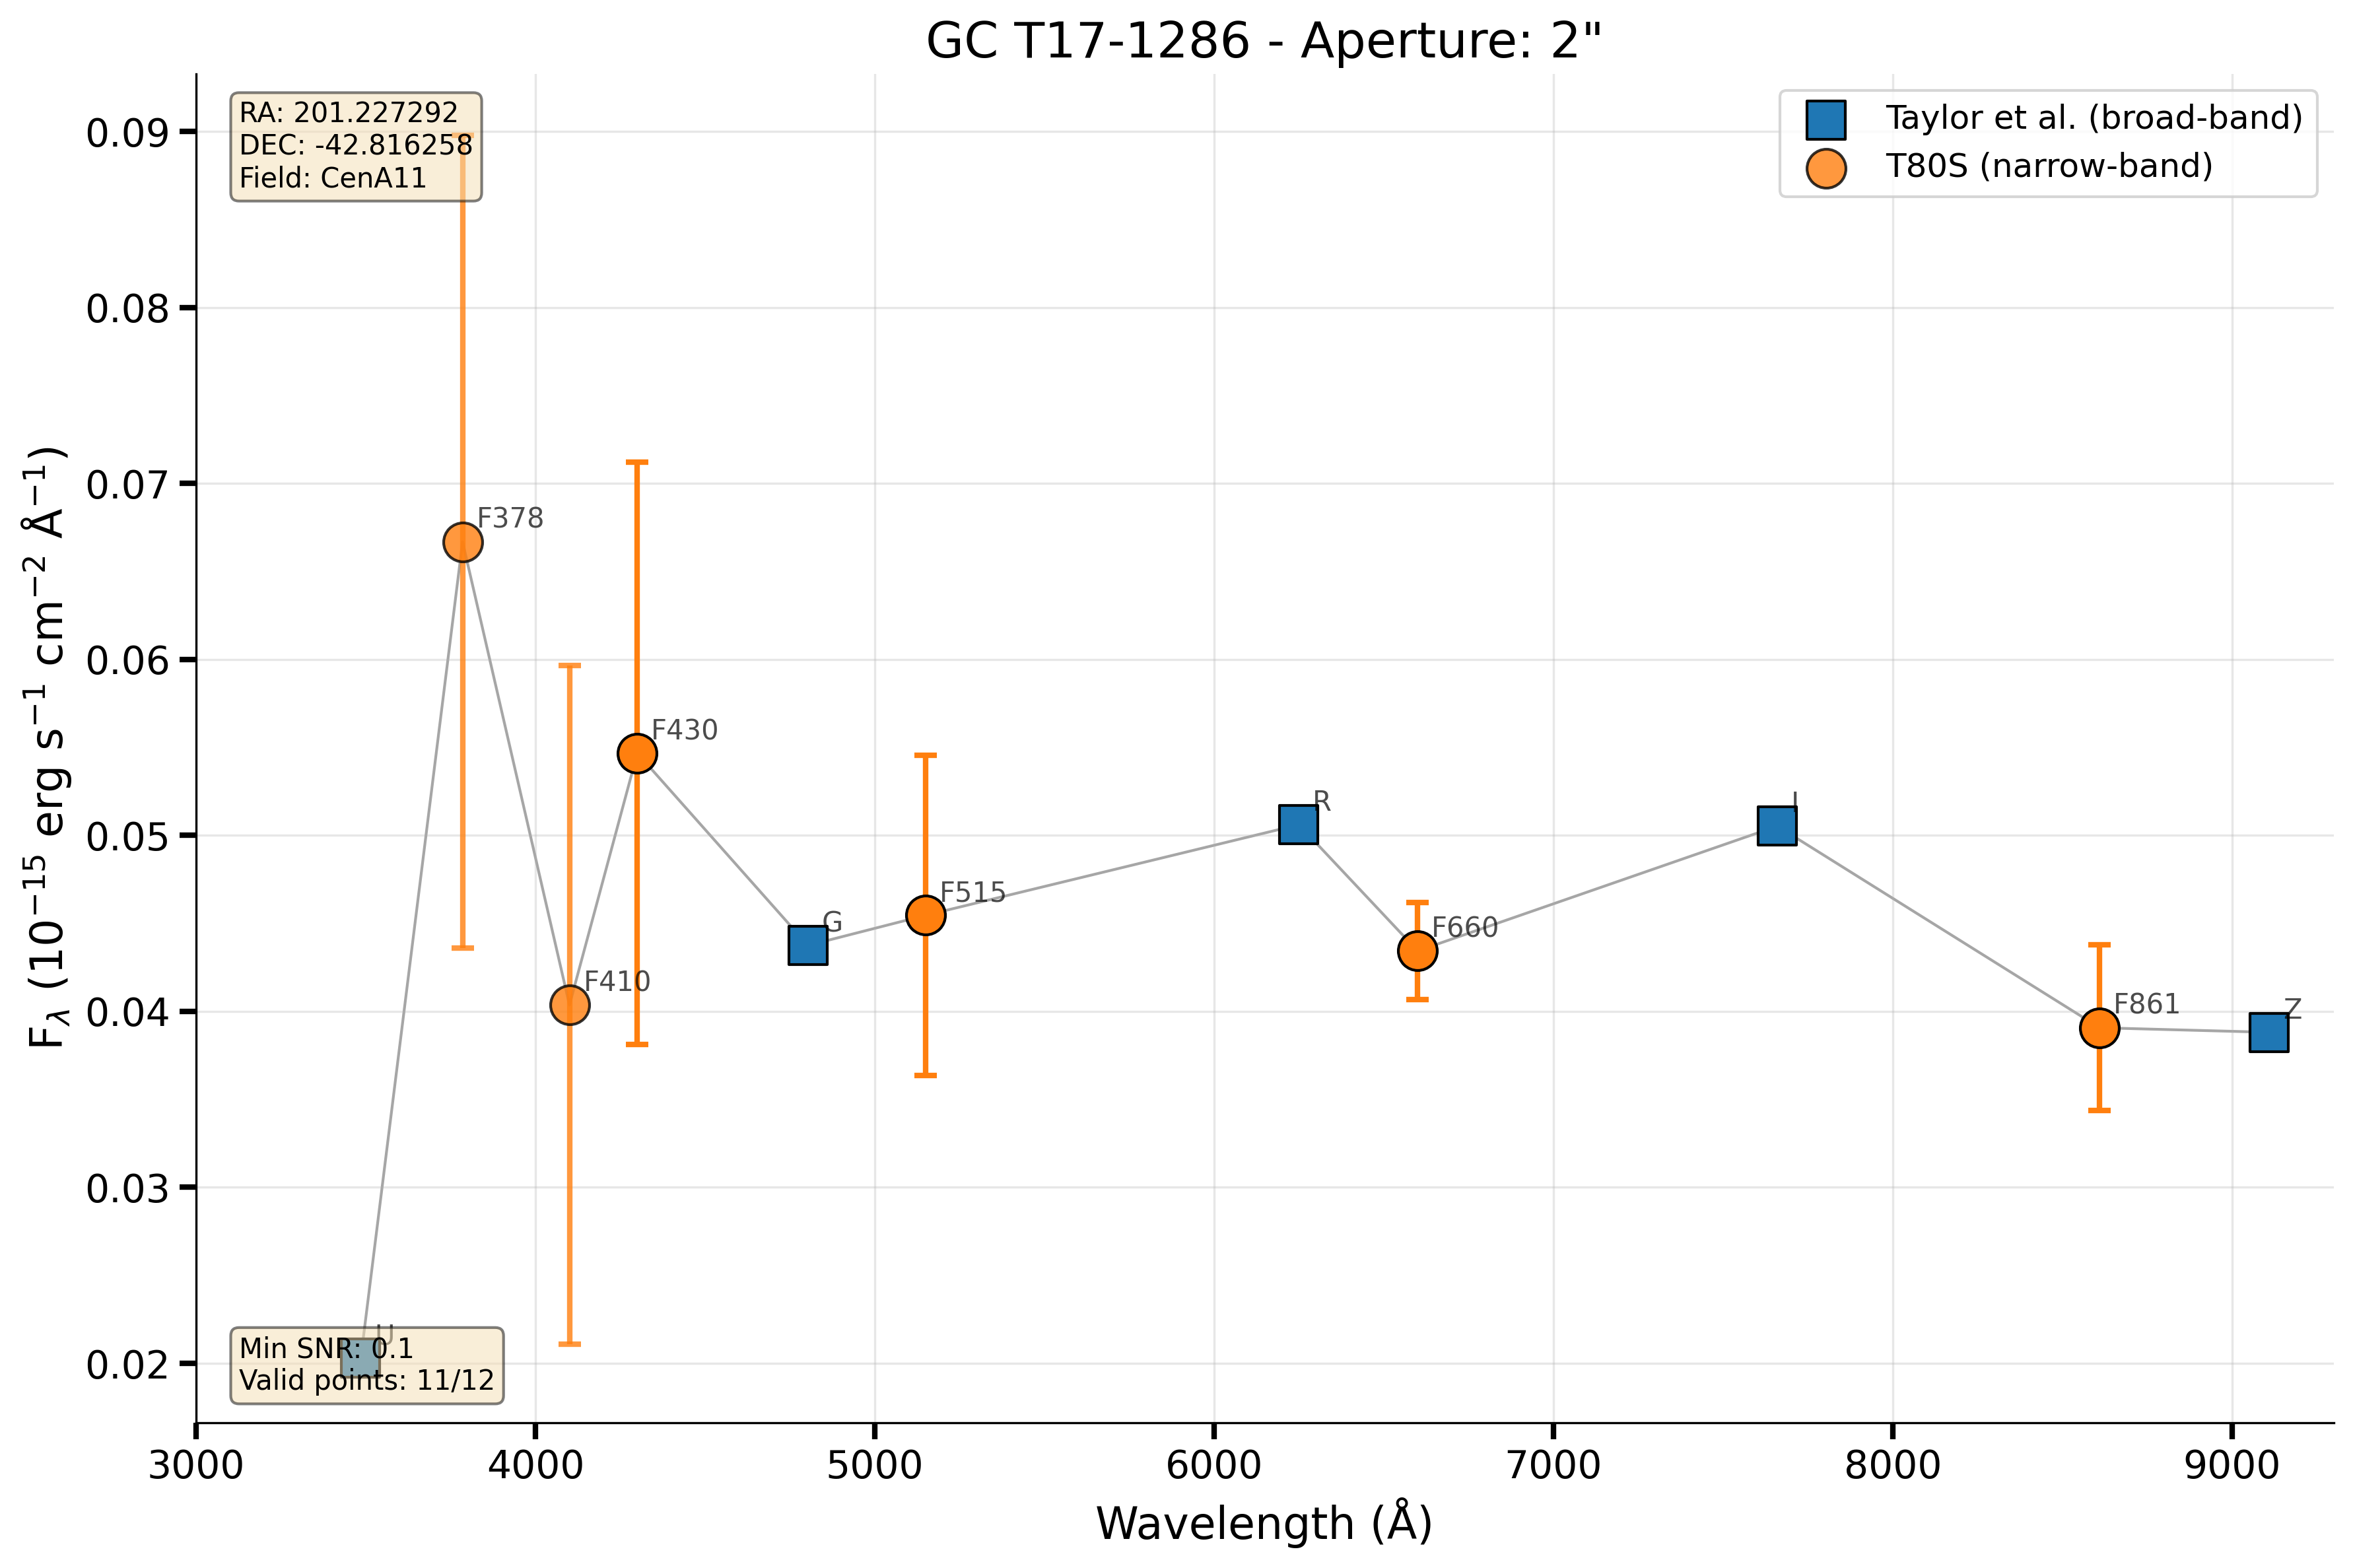 GC T17-1286 - Aperture: 2"
RA: 201.227292
DEC: -42.816258
Field: CenA11
Taylor et al. (broad-band)
T80S (narrow-band)
0.09
0.08
0.07
0.06
0.05
0.04
0.03
0.02
F_λ (10⁻¹⁵ erg s⁻¹ cm⁻² Å⁻¹)
F378
F430
F410
G
F515
R
F660
I
F861
Z
U
Min SNR: 0.1
Valid points: 11/12
3000 4000 5000 6000 7000 8000 9000
Wavelength (Å)